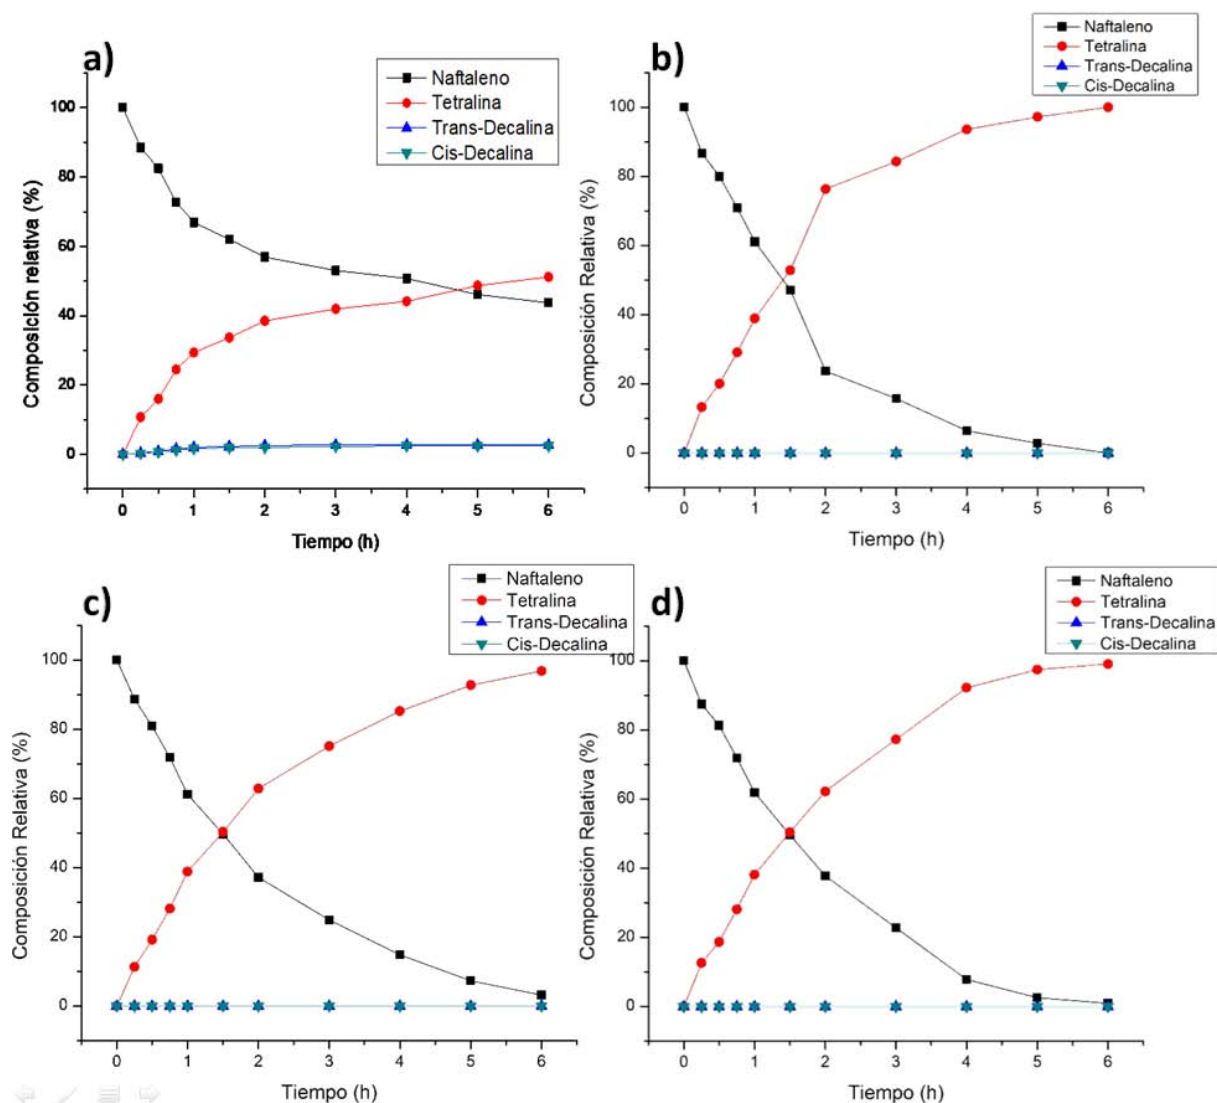 a)
Naftaleno
Tetralina
Trans-Decalina
Cis-Decalina
Composición relativa (%)
100
80
60
40
20
0
0 1 2 3 4 5 6
Tiempo (h)
b)
Naftaleno
Tetralina
Trans-Decalina
Cis-Decalina
Composición Relativa (%)
100
80
60
40
20
0
0 1 2 3 4 5 6
Tiempo (h)
c)
Naftaleno
Tetralina
Trans-Decalina
Cis-Decalina
Composición Relativa (%)
100
80
60
40
20
0
0 1 2 3 4 5 6
Tiempo (h)
d)
Naftaleno
Tetralina
Trans-Decalina
Cis-Decalina
Composición Relativa (%)
100
80
60
40
20
0
0 1 2 3 4 5 6
Tiempo (h)